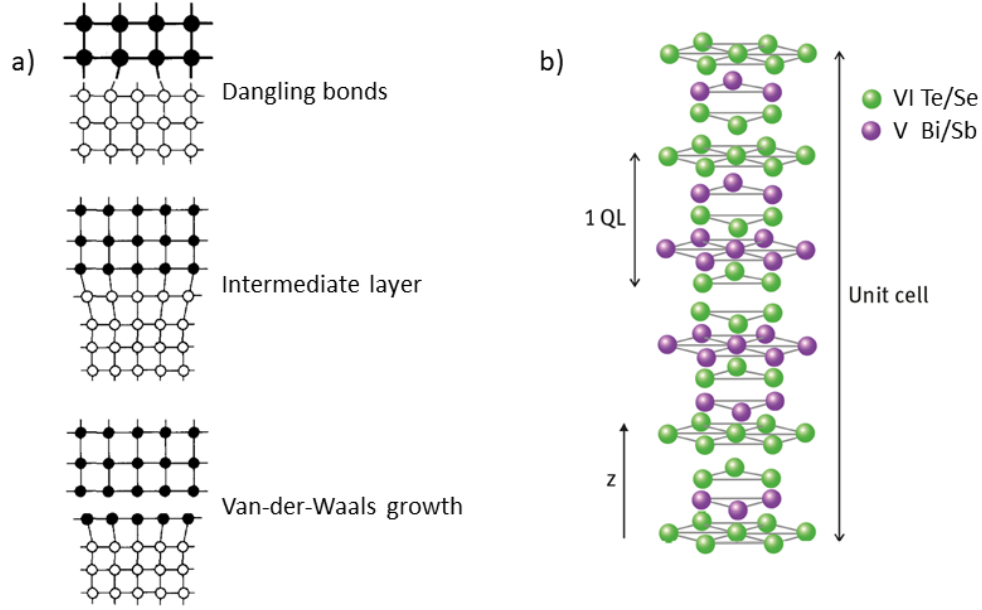 a)
Dangling bonds
Intermediate layer
Van-der-Waals growth
b)
VI Te/Se
V Bi/Sb
1 QL
Unit cell
z